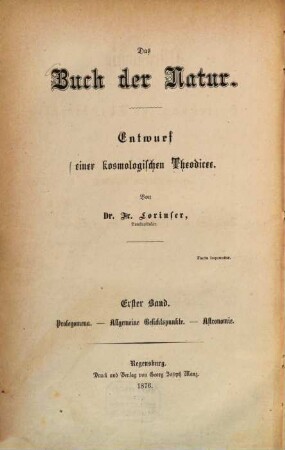 Das
Buch der Natur.
Entwurf
einer kosmologischen Theodicee.
Von
Dr. Fr. Lorinser,
Erster Band.
Prolegomena. — Allgemeine Gesichtspunkte. — Astronomie.
Regensburg.
Druck und Verlag von Georg Joseph Manz.
1876.